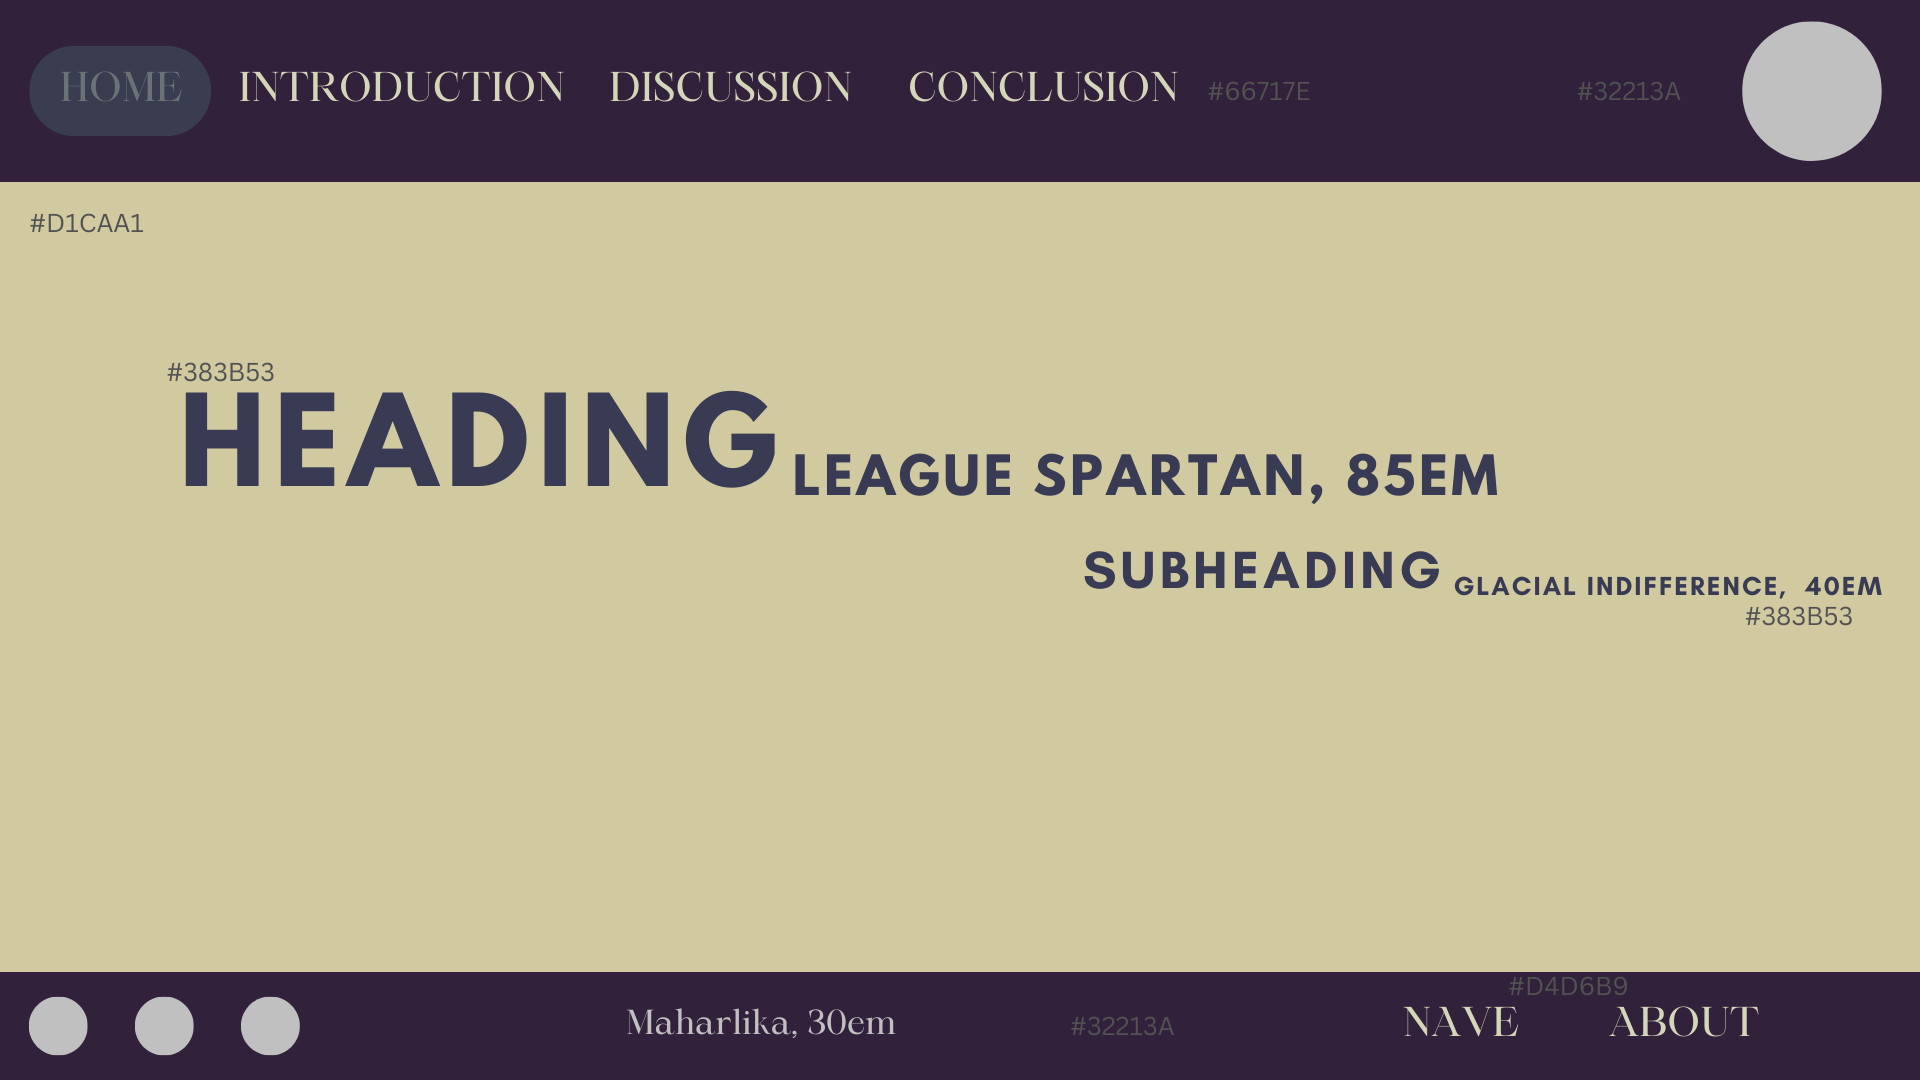 HOME INTRODUCTION DISCUSSION CONCLUSION #66717E #32213A
#D1CAA1
#383B53
HEADING LEAGUE SPARTAN, 85EM
SUBHEADING GLACIAL INDIFFERENCE, 40EM
#383B53
#D4D6B9
Maharlika, 30em #32213A NAVE ABOUT